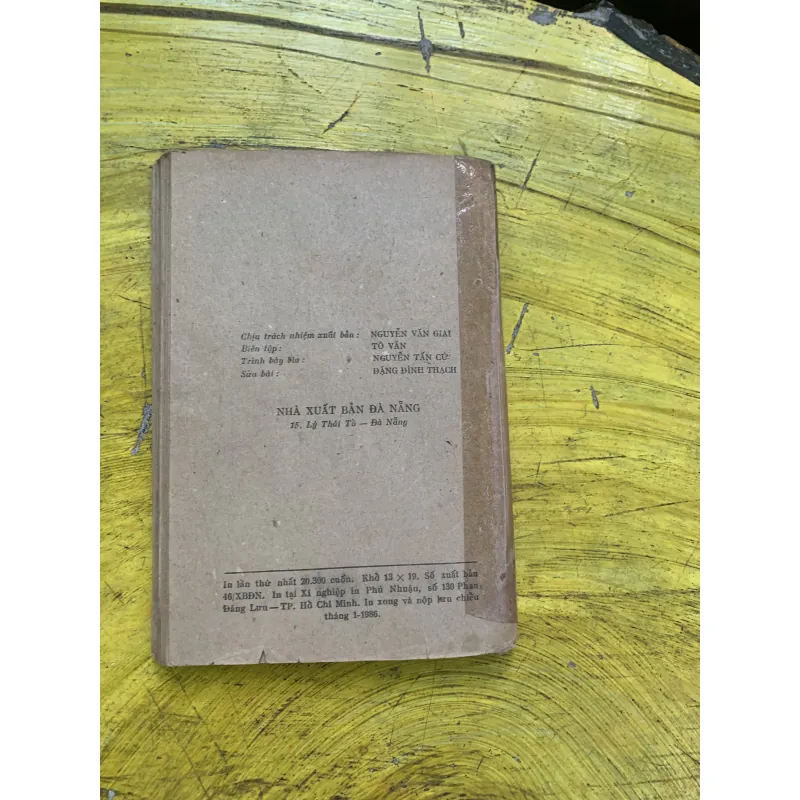 Chịu trách nhiệm xuất bản : NGUYỄN VĂN GIAI
Biên tập : TÔ VĂN
Trình bày bìa : NGUYỄN TẤN CỨ
Sửa bài : ĐẶNG ĐÌNH THẠCH
NHÀ XUẤT BẢN ĐÀ NẴNG
15. Lý Thái Tổ — Đà Nẵng
In lần thứ nhất 20.300 cuốn. Khổ 13 × 19. Số xuất bản
46/XBĐN. In tại Xí nghiệp in Phú Nhuận, số 130 Phan
Đăng Lưu — TP. Hồ Chí Minh. In xong và nộp lưu chiểu
tháng 1-1986.